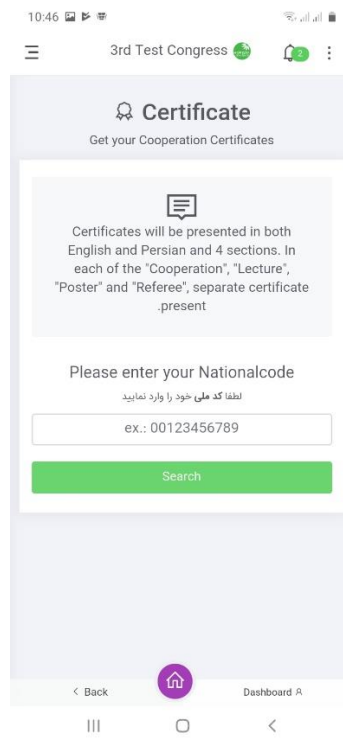 10:46
3rd Test Congress
2
Certificate
Get your Cooperation Certificates
Certificates will be presented in both
English and Persian and 4 sections. In
each of the "Cooperation", "Lecture",
"Poster" and "Referee", separate certificate
.present
Please enter your Nationalcode
لطفا کد ملی خود را وارد نمایید
ex.: 00123456789
Search
< Back
Dashboard